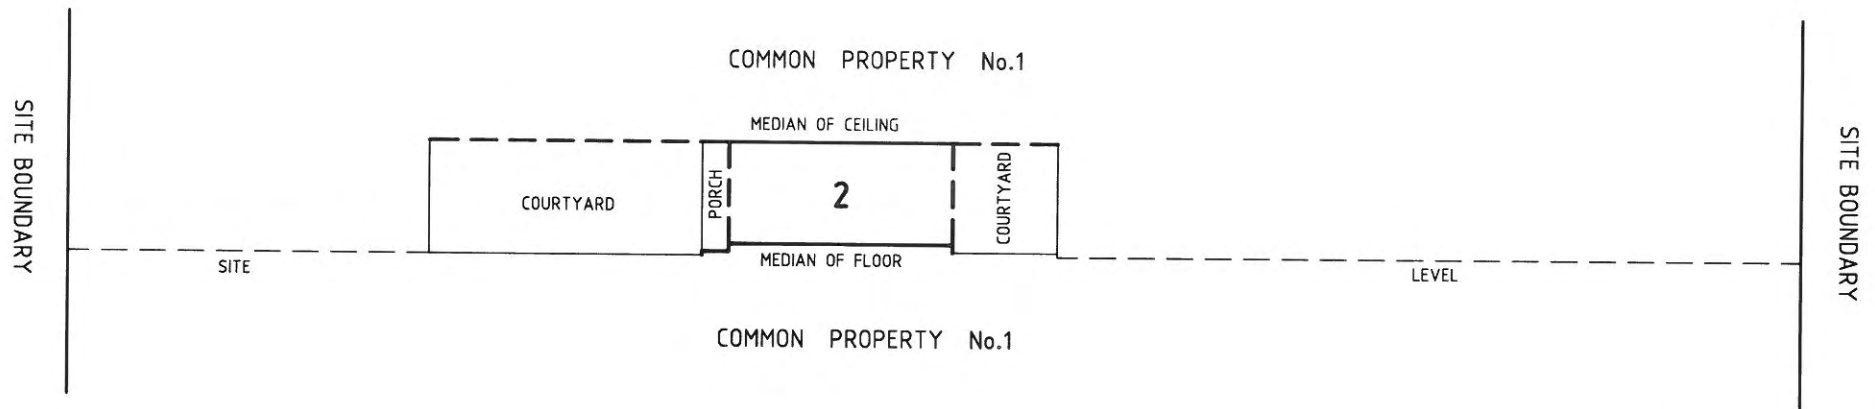 COMMON PROPERTY No.1
SITE BOUNDARY
MEDIAN OF CEILING
COURTYARD
PORCH
2
COURTYARD
SITE BOUNDARY
SITE
MEDIAN OF FLOOR
LEVEL
COMMON PROPERTY No.1